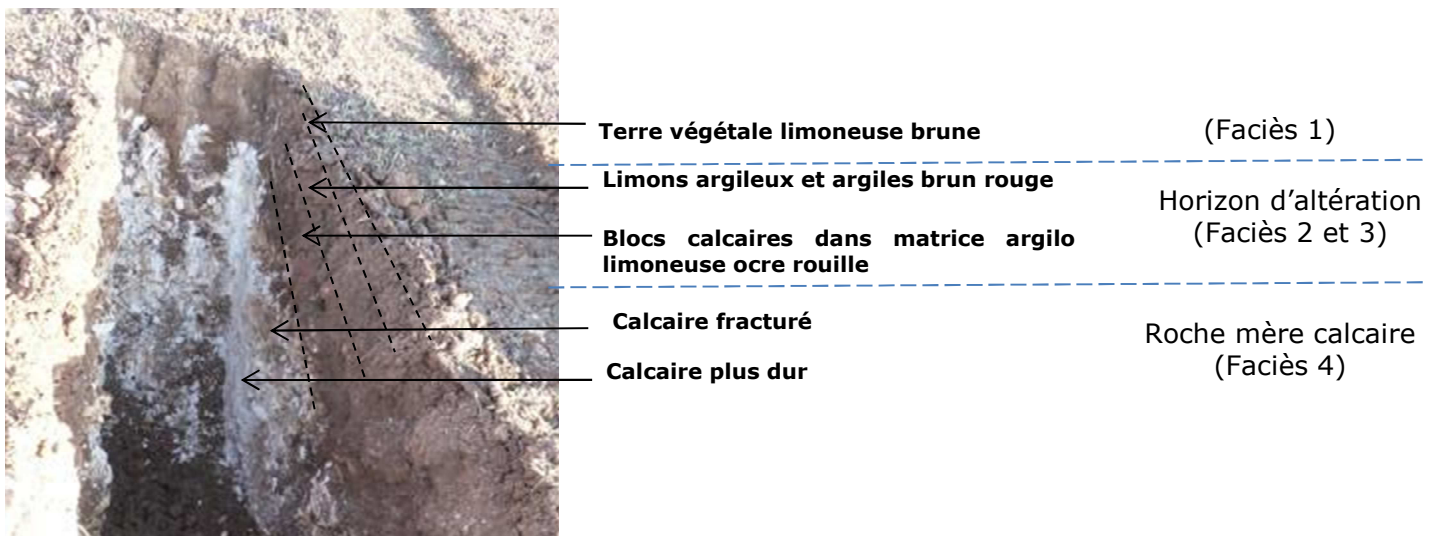 Terre végétale limoneuse brune
(Faciès 1)
Limons argileux et argiles brun rouge
Horizon d’altération
(Faciès 2 et 3)
Blocs calcaires dans matrice argilo
limoneuse ocre rouille
Calcaire fracturé
Roche mère calcaire
(Faciès 4)
Calcaire plus dur